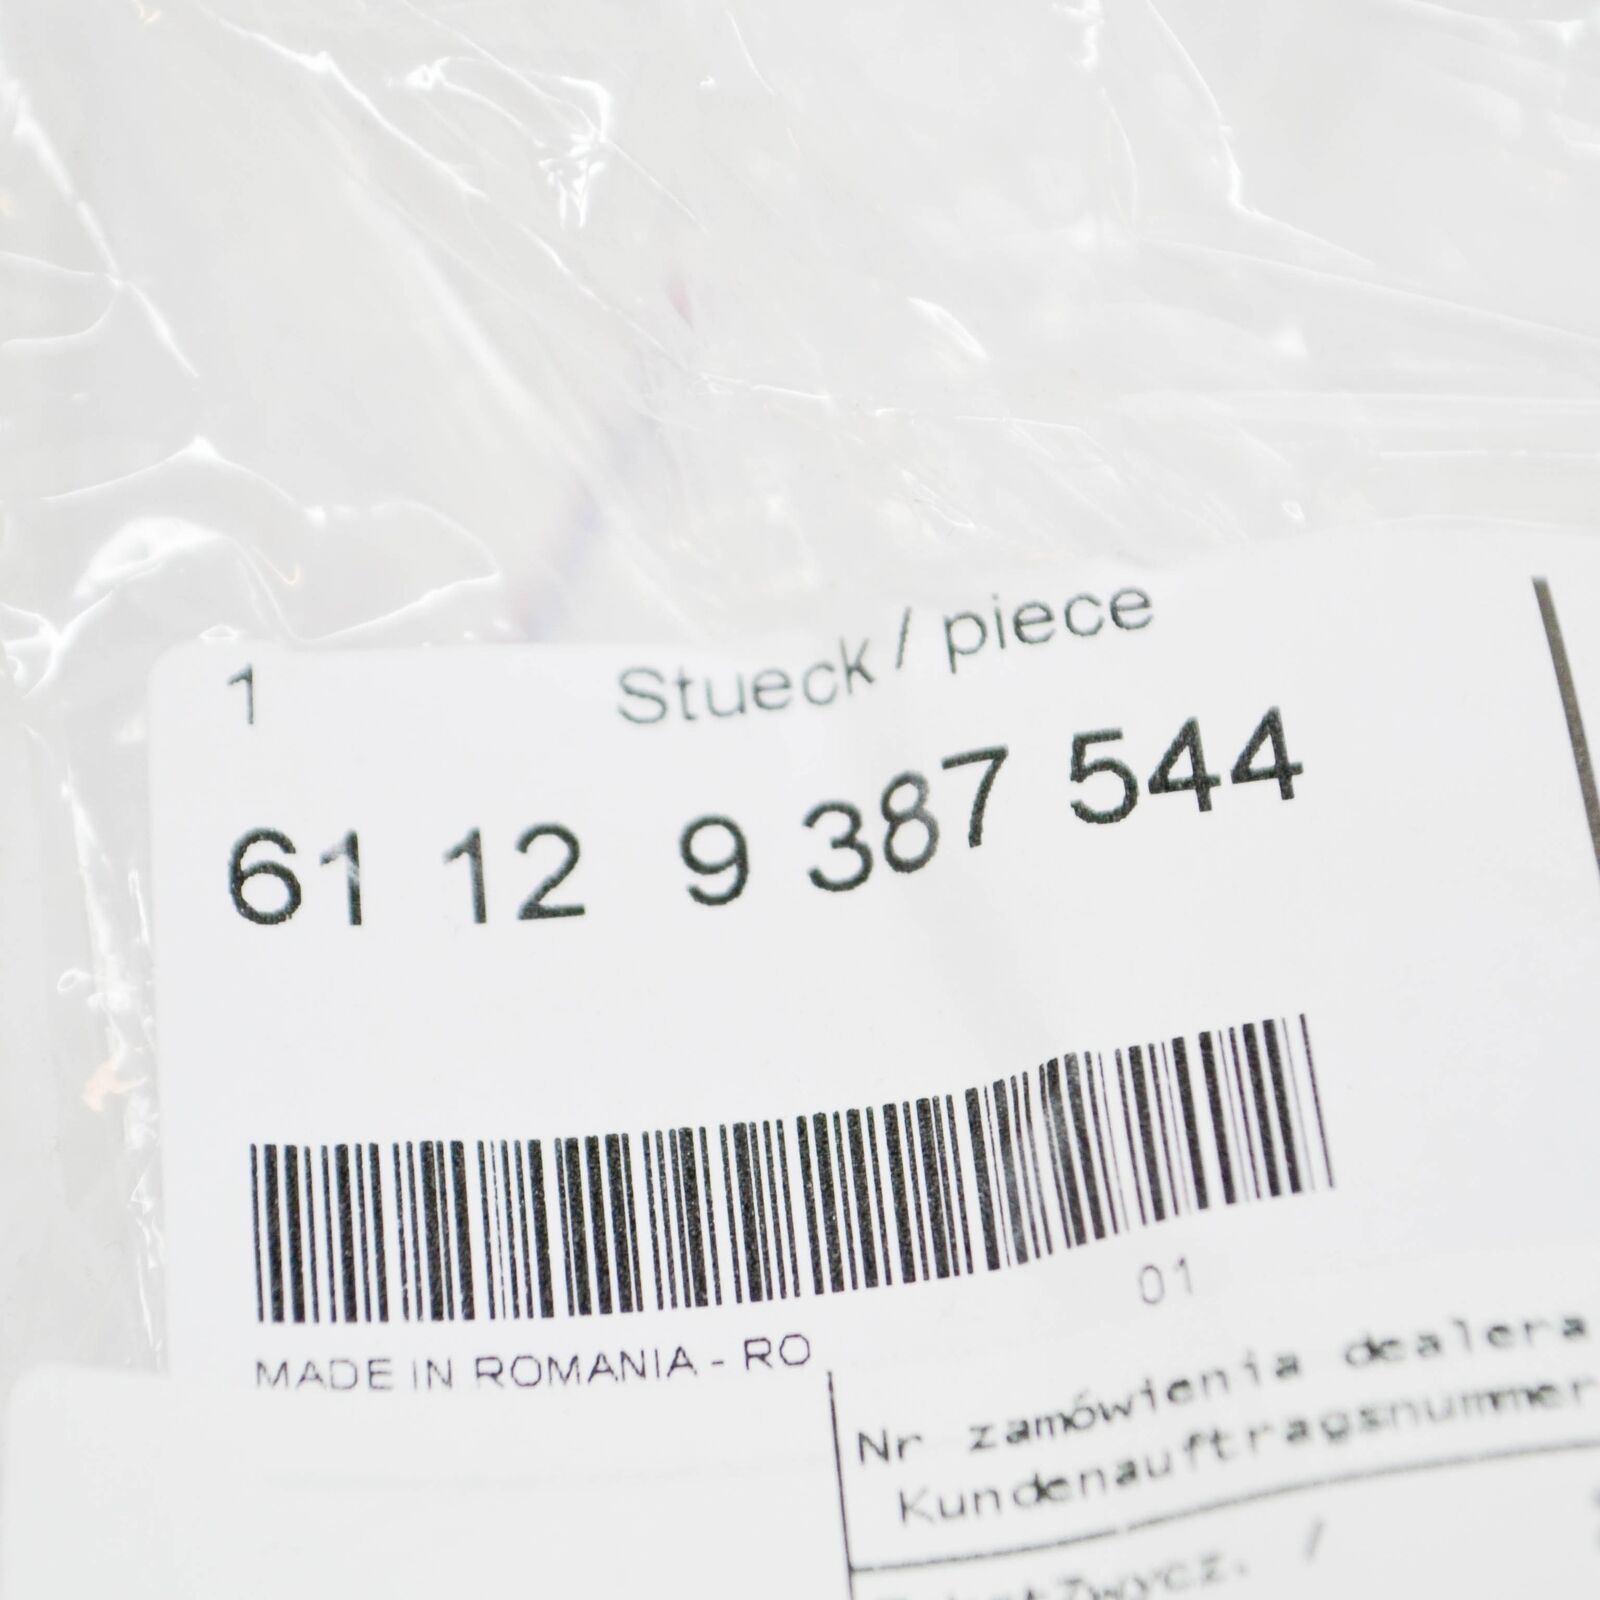 1 Stueck / piece
61 12 9 387 544
01
MADE IN ROMANIA - RO
Nr zamówienia dealera
Kundenauftragsnummer